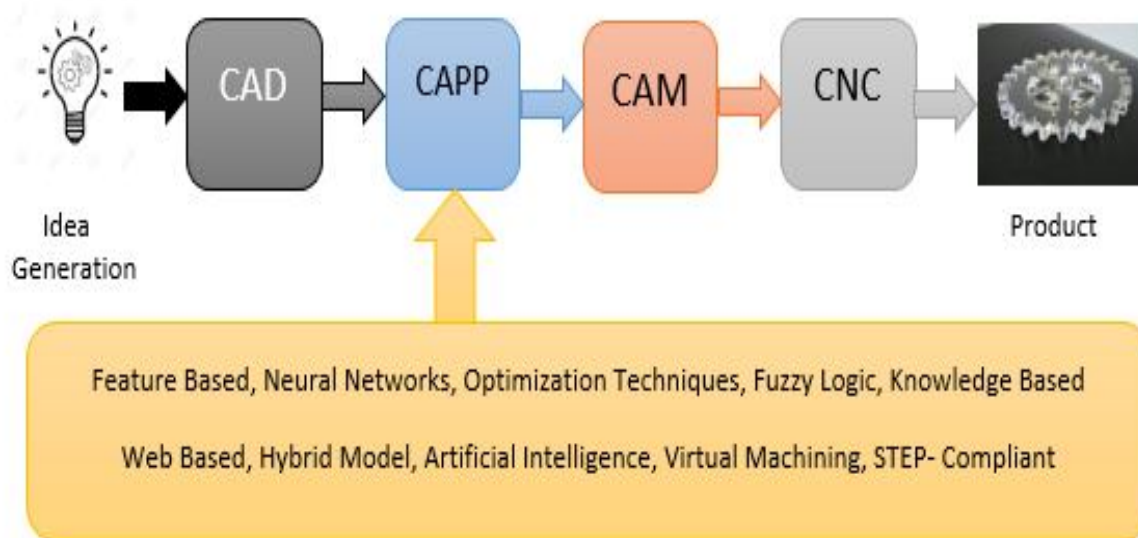 CAD
CAPP
CAM
CNC
Idea
Generation
Product
Feature Based, Neural Networks, Optimization Techniques, Fuzzy Logic, Knowledge Based
Web Based, Hybrid Model, Artificial Intelligence, Virtual Machining, STEP- Compliant